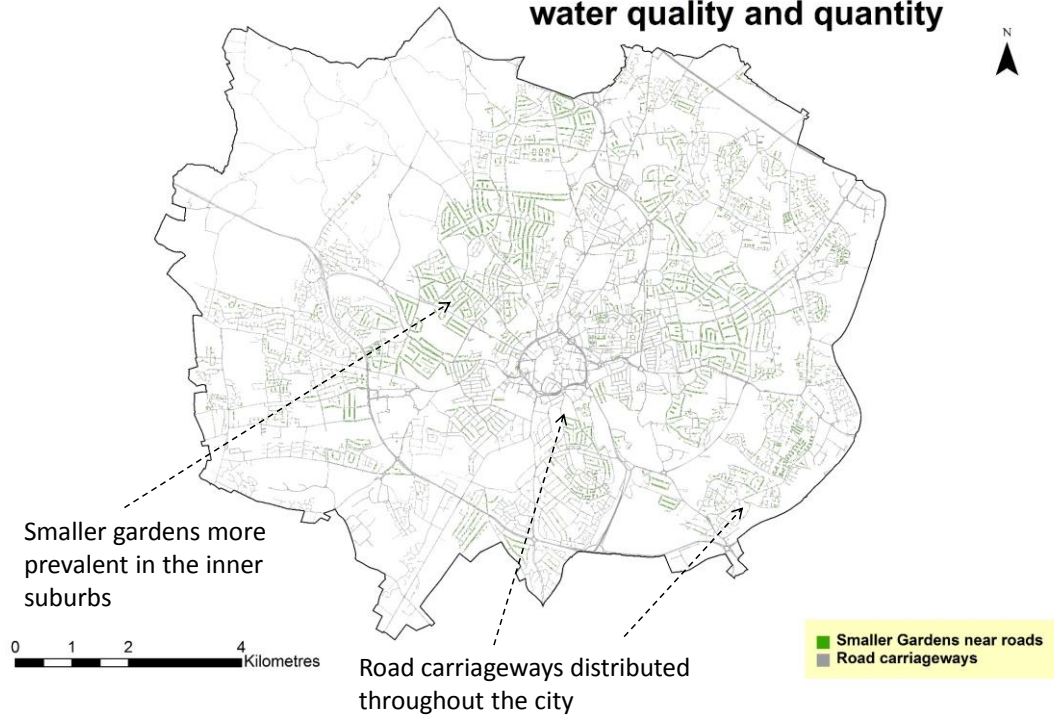 water quality and quantity
N
Smaller gardens more
prevalent in the inner
suburbs
0 1 2 4
Kilometres
Road carriageways distributed
throughout the city
Smaller Gardens near roads
Road carriageways